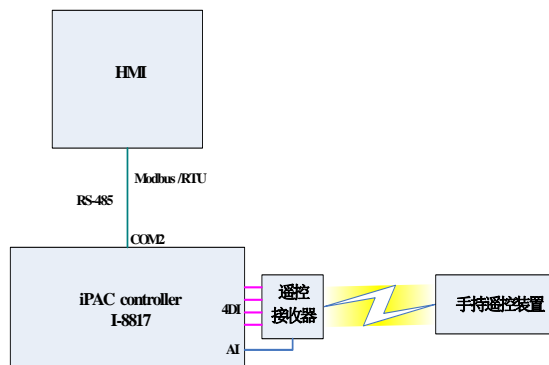 HMI
Modbus /RTU
RS-485
COM2
iPAC controller
I-8817
4DI
AI
遥控
接收器
手持遥控装置